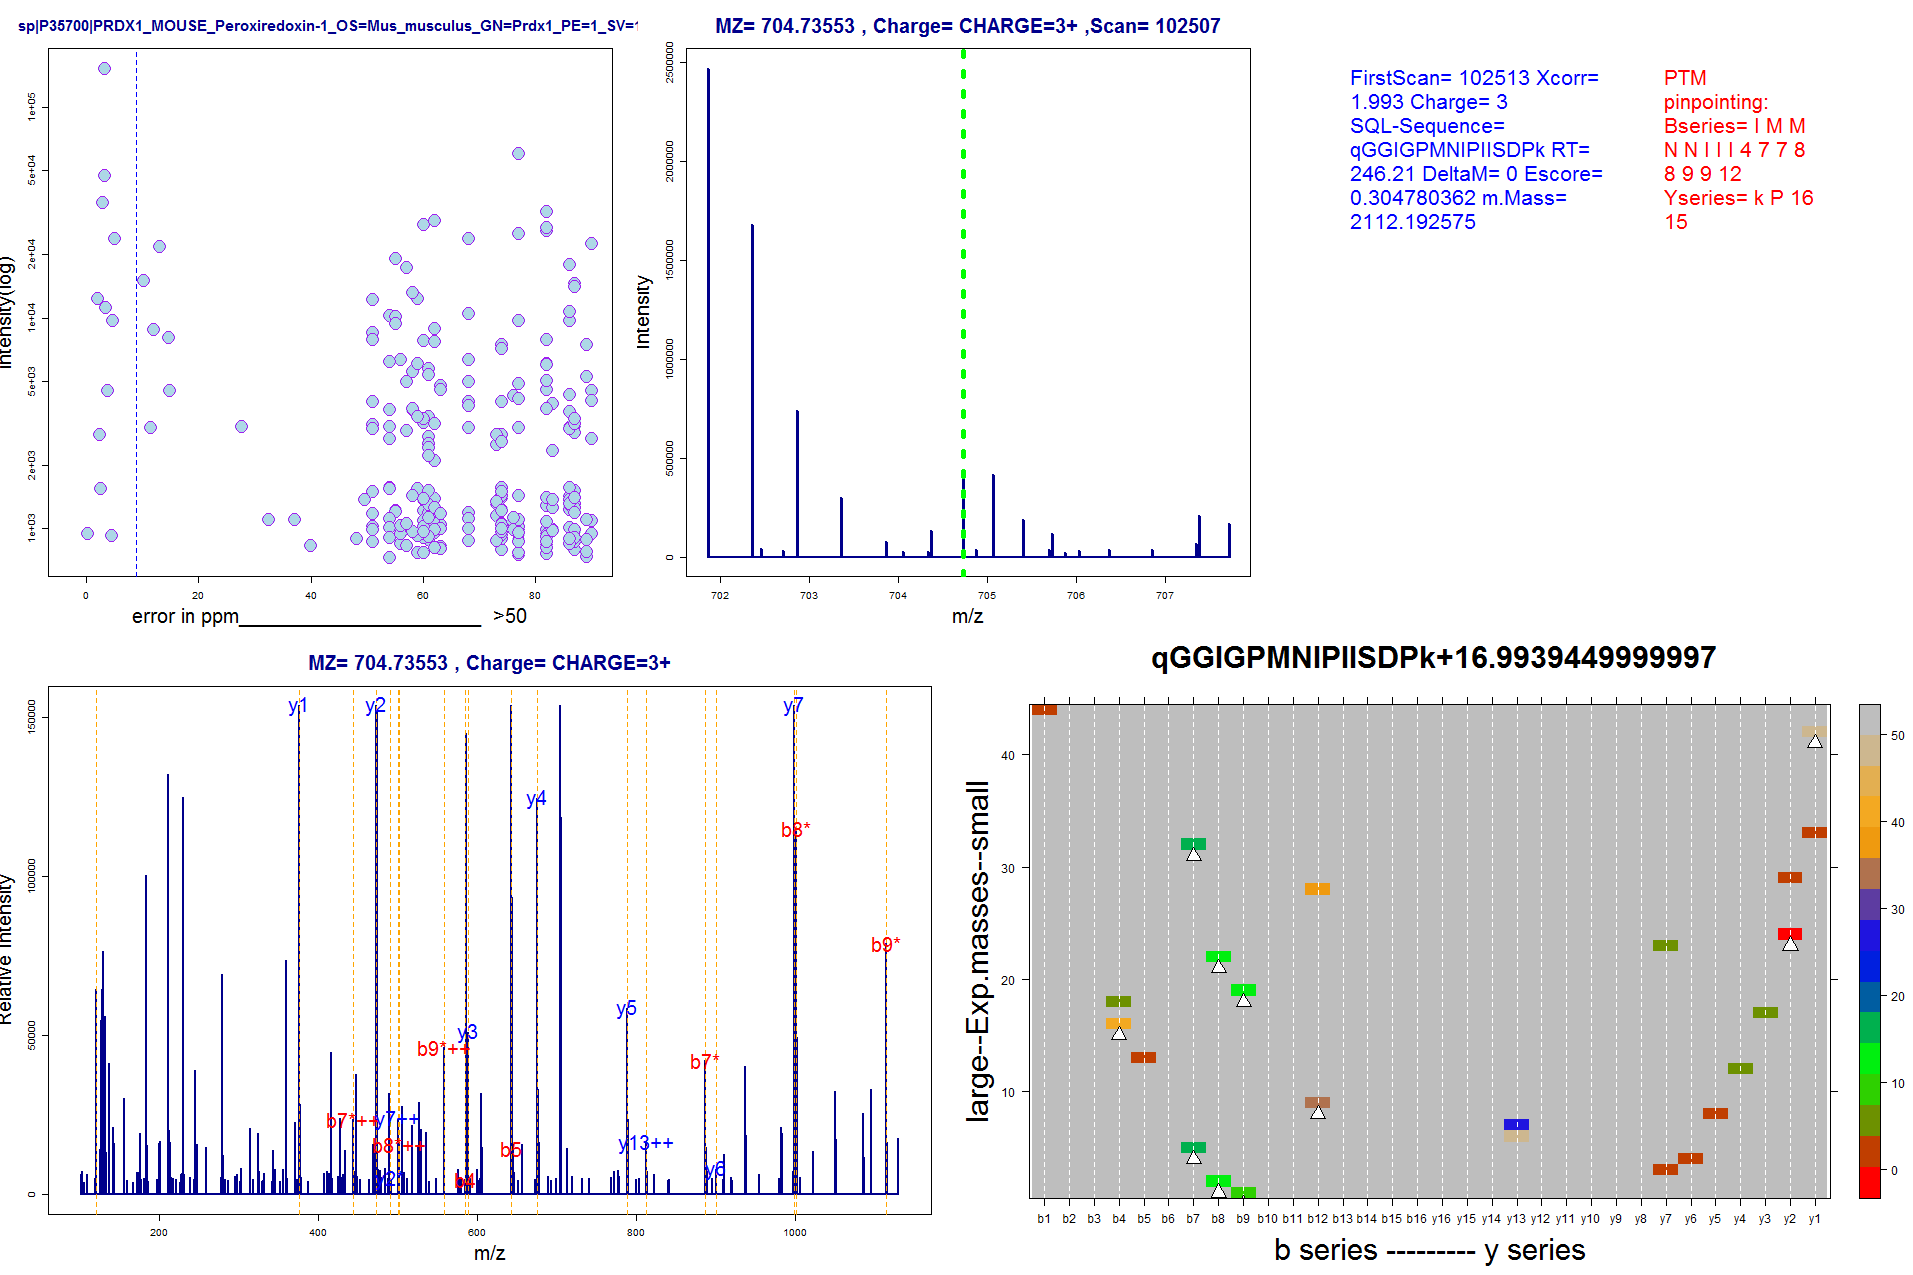 sp|P35700|PRDX1_MOUSE_Peroxiredoxin-1_OS=Mus_musculus_GN=Prdx1_PE=1_SV=1
Intensity(log)
1e+03 2e+03 5e+03 1e+04 2e+04 5e+04 1e+05
0 20 40 60 80
error in ppm______________________ >50
MZ= 704.73553 , Charge= CHARGE=3+ ,Scan= 102507
Intensity
0 500000 1000000 1500000 2000000 2500000
702 703 704 705 706 707
m/z
FirstScan= 102513 Xcorr=
1.993 Charge= 3
SQL-Sequence=
qGGIGPMNIPIISDPk RT=
246.21 DeltaM= 0 Escore=
0.304780362 m.Mass=
2112.192575
PTM
pinpointing:
Bseries= I M M
N N I I I 4 7 7 8
8 9 9 12
Yseries= k P 16
15
MZ= 704.73553 , Charge= CHARGE=3+
Relative Intensity
0 50000 100000 150000
y1
y2
y7
y4
b8*
b9*
y5
y3
b9*++
b7*
b7*++
y7++
b8*++
b5
y13++
y6
y2*
b4
200 400 600 800 1000
m/z
qGGIGPMNIPIISDPk+16.9939449999997
large--Exp.masses--small
10 20 30 40
b1 b2 b3 b4 b5 b6 b7 b8 b9 b10 b11 b12 b13 b14 b15 b16 y16 y15 y14 y13 y12 y11 y10 y9 y8 y7 y6 y5 y4 y3 y2 y1
b series --------- y series
0 10 20 30 40 50